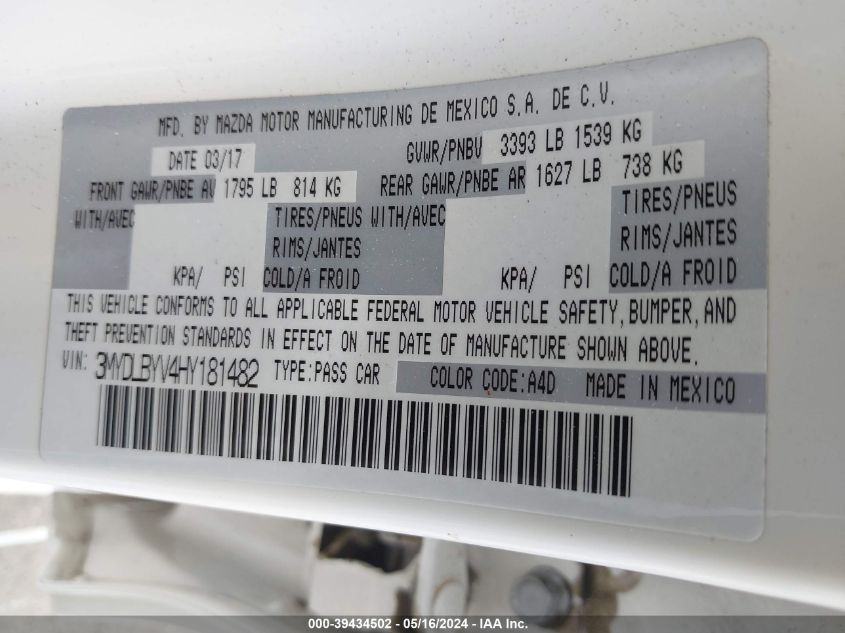 MFD. BY MAZDA MOTOR MANUFACTURING DE MEXICO S.A. DE C.V.
DATE 03/17 GVWR/PNBV 3393 LB 1539 KG
FRONT GAWR/PNBE AV 1795 LB 814 KG REAR GAWR/PNBE AR 1627 LB 738 KG
WITH/AVEC TIRES/PNEUS WITH/AVEC TIRES/PNEUS
RIMS/JANTES RIMS/JANTES
KPA/ PSI COLD/A FROID KPA/ PSI COLD/A FROID
THIS VEHICLE CONFORMS TO ALL APPLICABLE FEDERAL MOTOR VEHICLE SAFETY, BUMPER, AND
THEFT PREVENTION STANDARDS IN EFFECT ON THE DATE OF MANUFACTURE SHOWN ABOVE.
VIN: 3MYDLBYV4HY181482 TYPE:PASS CAR COLOR CODE:A4D MADE IN MEXICO
000-39434502 - 05/16/2024 - IAA Inc.